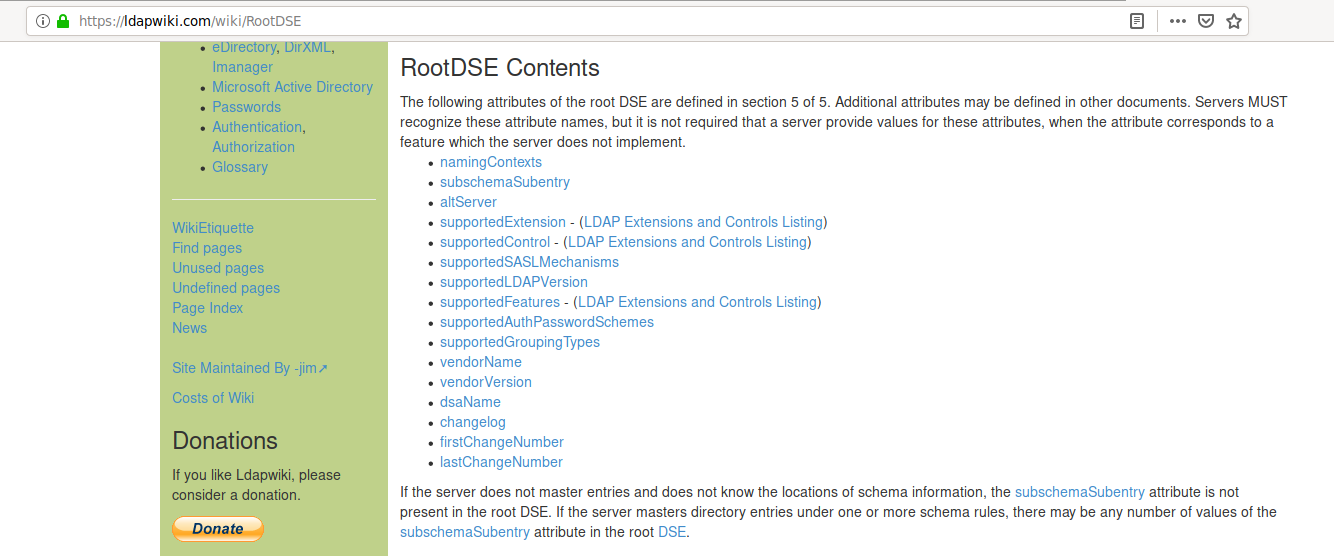 https://ldapwiki.com/wiki/RootDSE
eDirectory, DirXML,
Imanager
Microsoft Active Directory
Passwords
Authentication,
Authorization
Glossary
WikiEtiquette
Find pages
Unused pages
Undefined pages
Page Index
News
Site Maintained By -jim↗
Costs of Wiki
Donations
If you like Ldapwiki, please
consider a donation.
Donate
RootDSE Contents
The following attributes of the root DSE are defined in section 5 of 5. Additional attributes may be defined in other documents. Servers MUST
recognize these attribute names, but it is not required that a server provide values for these attributes, when the attribute corresponds to a
feature which the server does not implement.
namingContexts
subschemaSubentry
altServer
supportedExtension - (LDAP Extensions and Controls Listing)
supportedControl - (LDAP Extensions and Controls Listing)
supportedSASLMechanisms
supportedLDAPVersion
supportedFeatures - (LDAP Extensions and Controls Listing)
supportedAuthPasswordSchemes
supportedGroupingTypes
vendorName
vendorVersion
dsaName
changelog
firstChangeNumber
lastChangeNumber
If the server does not master entries and does not know the locations of schema information, the subschemaSubentry attribute is not
present in the root DSE. If the server masters directory entries under one or more schema rules, there may be any number of values of the
subschemaSubentry attribute in the root DSE.